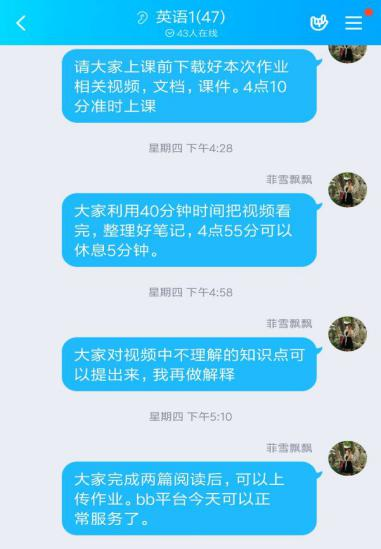 英语1(47)
43人在线
请大家上课前下载好本次作业
相关视频，文档，课件。4点10
分准时上课
星期四 下午4:28
菲雪飘飘
大家利用40分钟时间把视频看
完，整理好笔记，4点55分可以
休息5分钟。
星期四 下午4:58
菲雪飘飘
大家对视频中不理解的知识点可
以提出来，我再做解释
星期四 下午5:10
菲雪飘飘
大家完成两篇阅读后，可以上
传作业。bb平台今天可以正
常服务了。